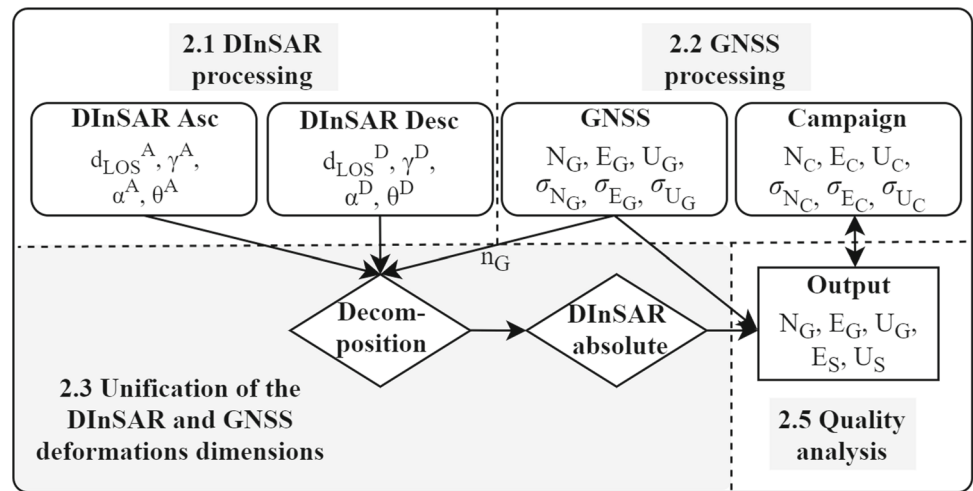 2.1 DInSAR
processing
2.2 GNSS
processing
DInSAR Asc
d_LOS^A, γ^A,
α^A, θ^A
DInSAR Desc
d_LOS^D, γ^D,
α^D, θ^D
GNSS
N_G, E_G, U_G,
σ_N_G, σ_E_G, σ_U_G
Campaign
N_C, E_C, U_C,
σ_N_C, σ_E_C, σ_U_C
n_G
Decom-
position
DInSAR
absolute
Output
N_G, E_G, U_G,
E_S, U_S
2.3 Unification of the
DInSAR and GNSS
deformations dimensions
2.5 Quality
analysis